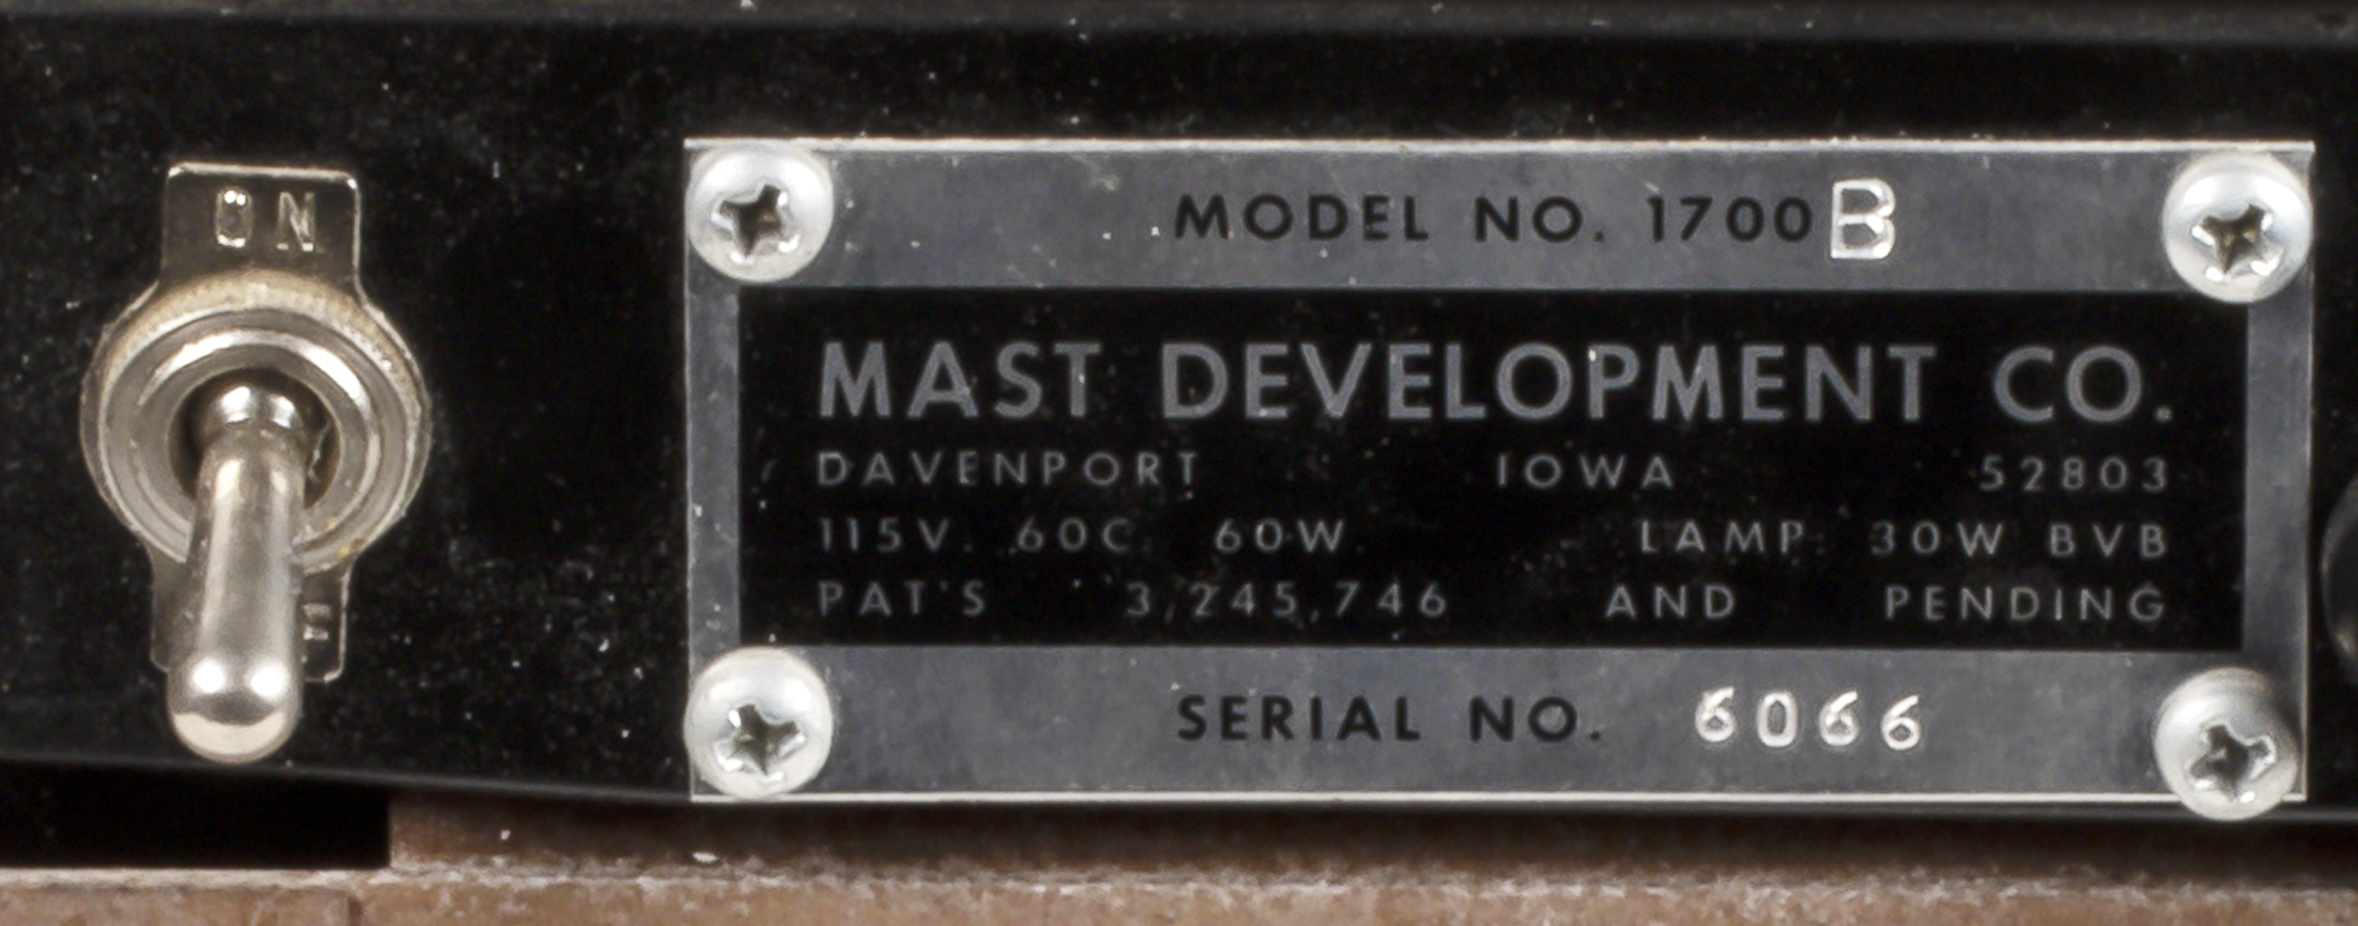 ON
MODEL NO. 1700B
MAST DEVELOPMENT CO.
DAVENPORT IOWA 52803
115V. 60C 60W LAMP 30W BVB
PAT'S 3,245,746 AND PENDING
SERIAL NO. 6066